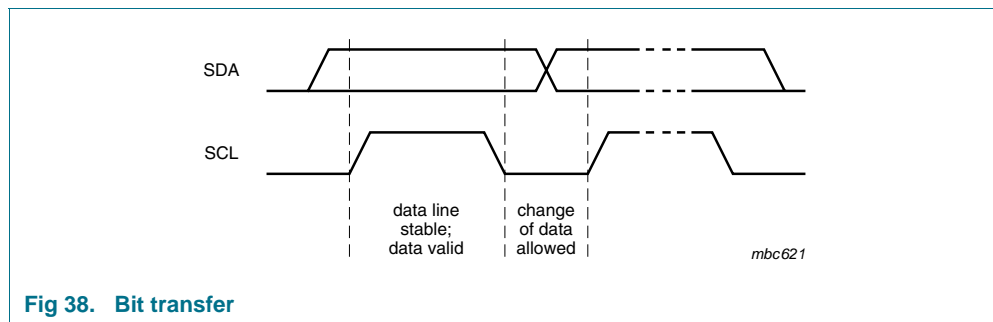 SDA
SCL
data line
stable;
data valid
change
of data
allowed
mbc621
Fig 38. Bit transfer